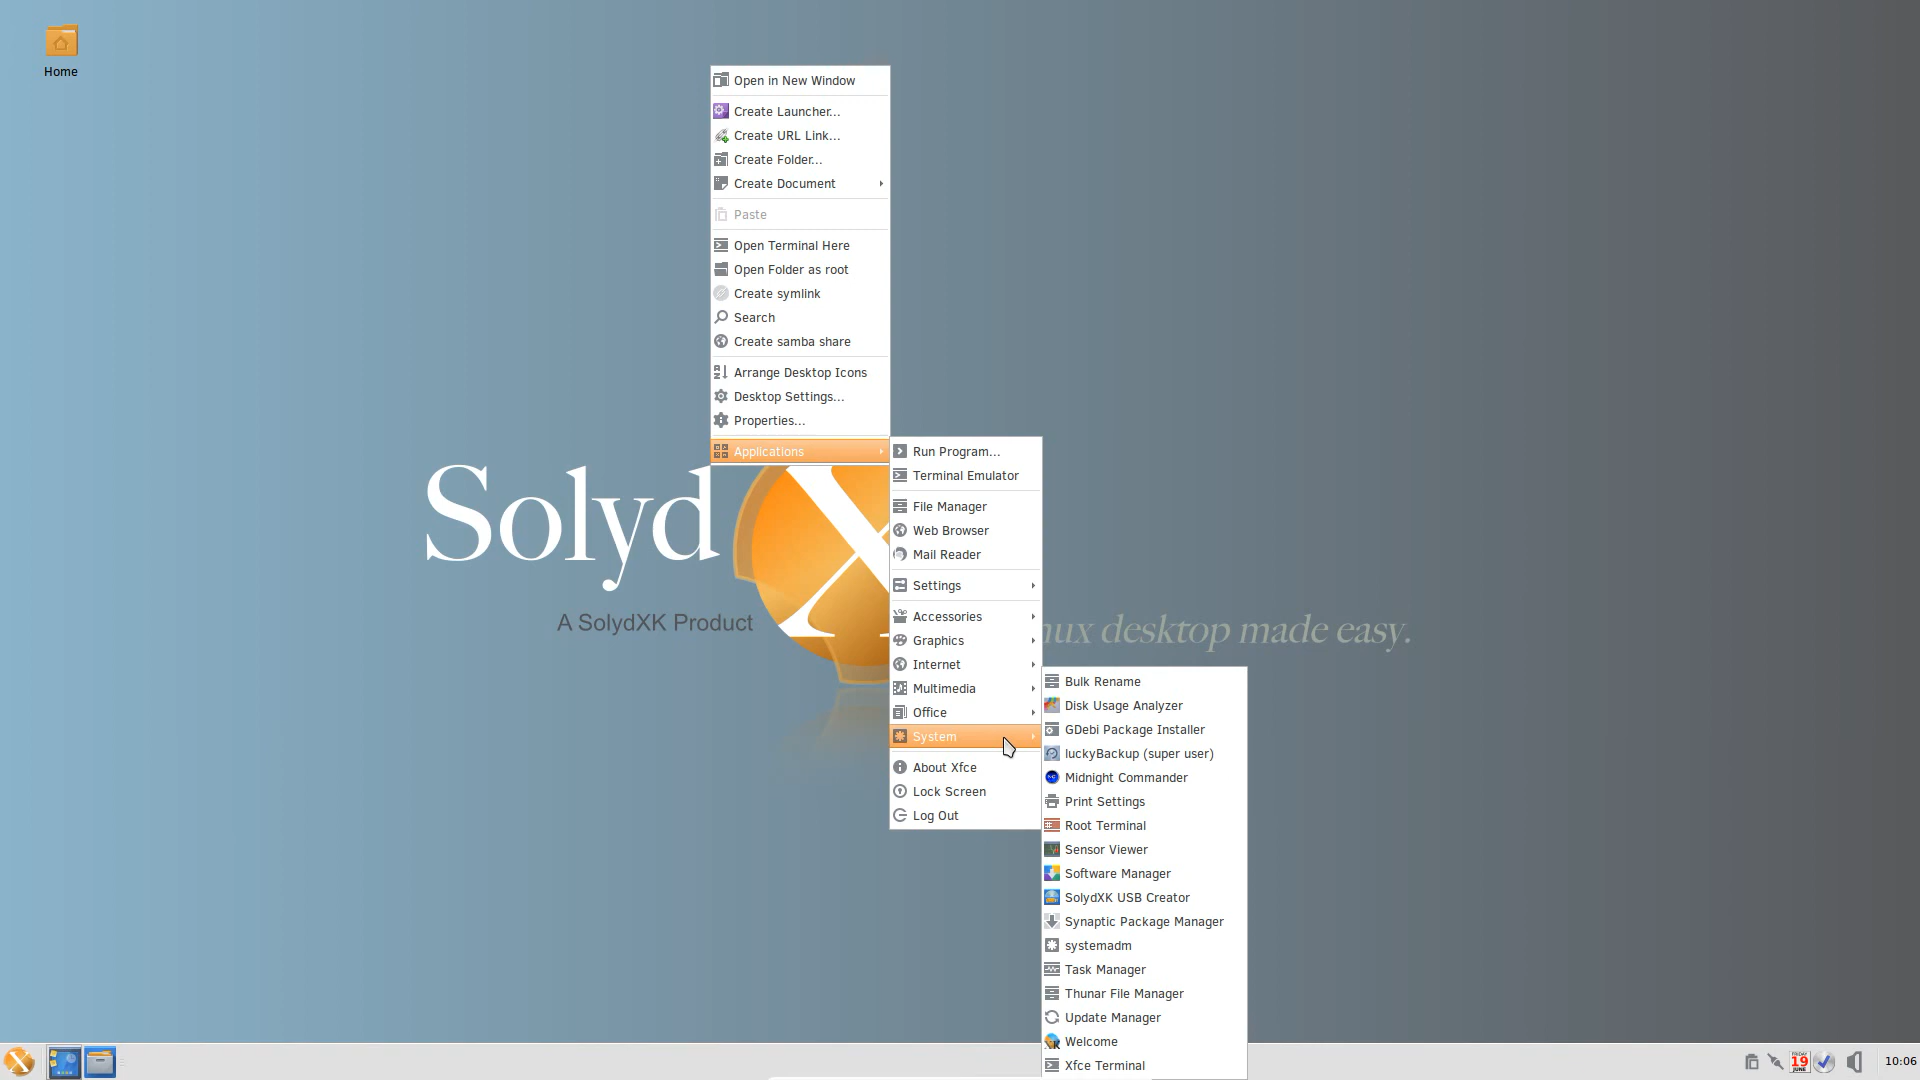 Home
Open in New Window
Create Launcher...
Create URL Link...
Create Folder...
Create Document
Paste
Open Terminal Here
Open Folder as root
Create symlink
Search
Create samba share
Arrange Desktop Icons
Desktop Settings...
Properties...
Applications
Run Program...
Terminal Emulator
File Manager
Web Browser
Mail Reader
Settings
Accessories
Graphics
Internet
Multimedia
Office
System
About Xfce
Lock Screen
Log Out
Bulk Rename
Disk Usage Analyzer
GDebi Package Installer
luckyBackup (super user)
Midnight Commander
Print Settings
Root Terminal
Sensor Viewer
Software Manager
SolydXK USB Creator
Synaptic Package Manager
systemadm
Task Manager
Thunar File Manager
Update Manager
Welcome
Xfce Terminal
Solyd X
A SolydXK Product
desktop made easy.
FRIDAY
19
JUNE
10:06